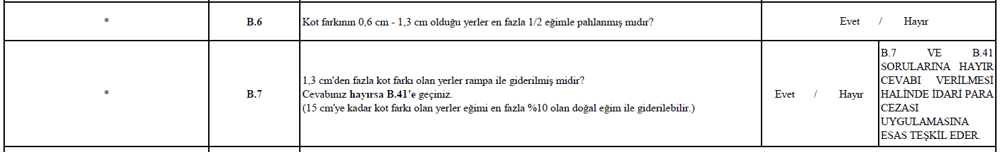 *
B.6
Kot farkının 0,6 cm - 1,3 cm olduğu yerler en fazla 1/2 eğimle pahlanmış mıdır?
Evet / Hayır
*
B.7
1,3 cm'den fazla kot farkı olan yerler rampa ile giderilmiş midir?
Cevabınız hayırsa B.41'e geçiniz.
(15 cm'ye kadar kot farkı olan yerler eğimi en fazla %10 olan doğal eğim ile giderilebilir.)
Evet / Hayır
B.7 VE B.41
SORULARINA HAYIR
CEVABI VERİLMESİ
HALİNDE İDARİ PARA
CEZASI
UYGULAMASINA
ESAS TEŞKİL EDER.